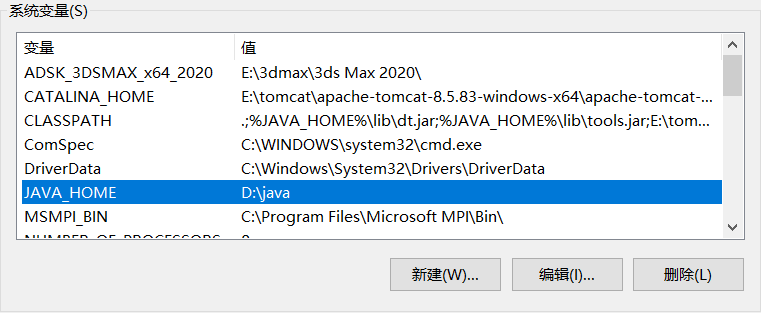 系统变量(S)
变量 值
ADSK_3DSMAX_x64_2020 E:\3dmax\3ds Max 2020\
CATALINA_HOME E:\tomcat\apache-tomcat-8.5.83-windows-x64\apache-tomcat-...
CLASSPATH .;%JAVA_HOME%\lib\dt.jar;%JAVA_HOME%\lib\tools.jar;E:\tom...
ComSpec C:\WINDOWS\system32\cmd.exe
DriverData C:\Windows\System32\Drivers\DriverData
JAVA_HOME D:\java
MSMPI_BIN C:\Program Files\Microsoft MPI\Bin\
NUMBER_OF_PROCESSORS
新建(W)... 编辑(I)... 删除(L)